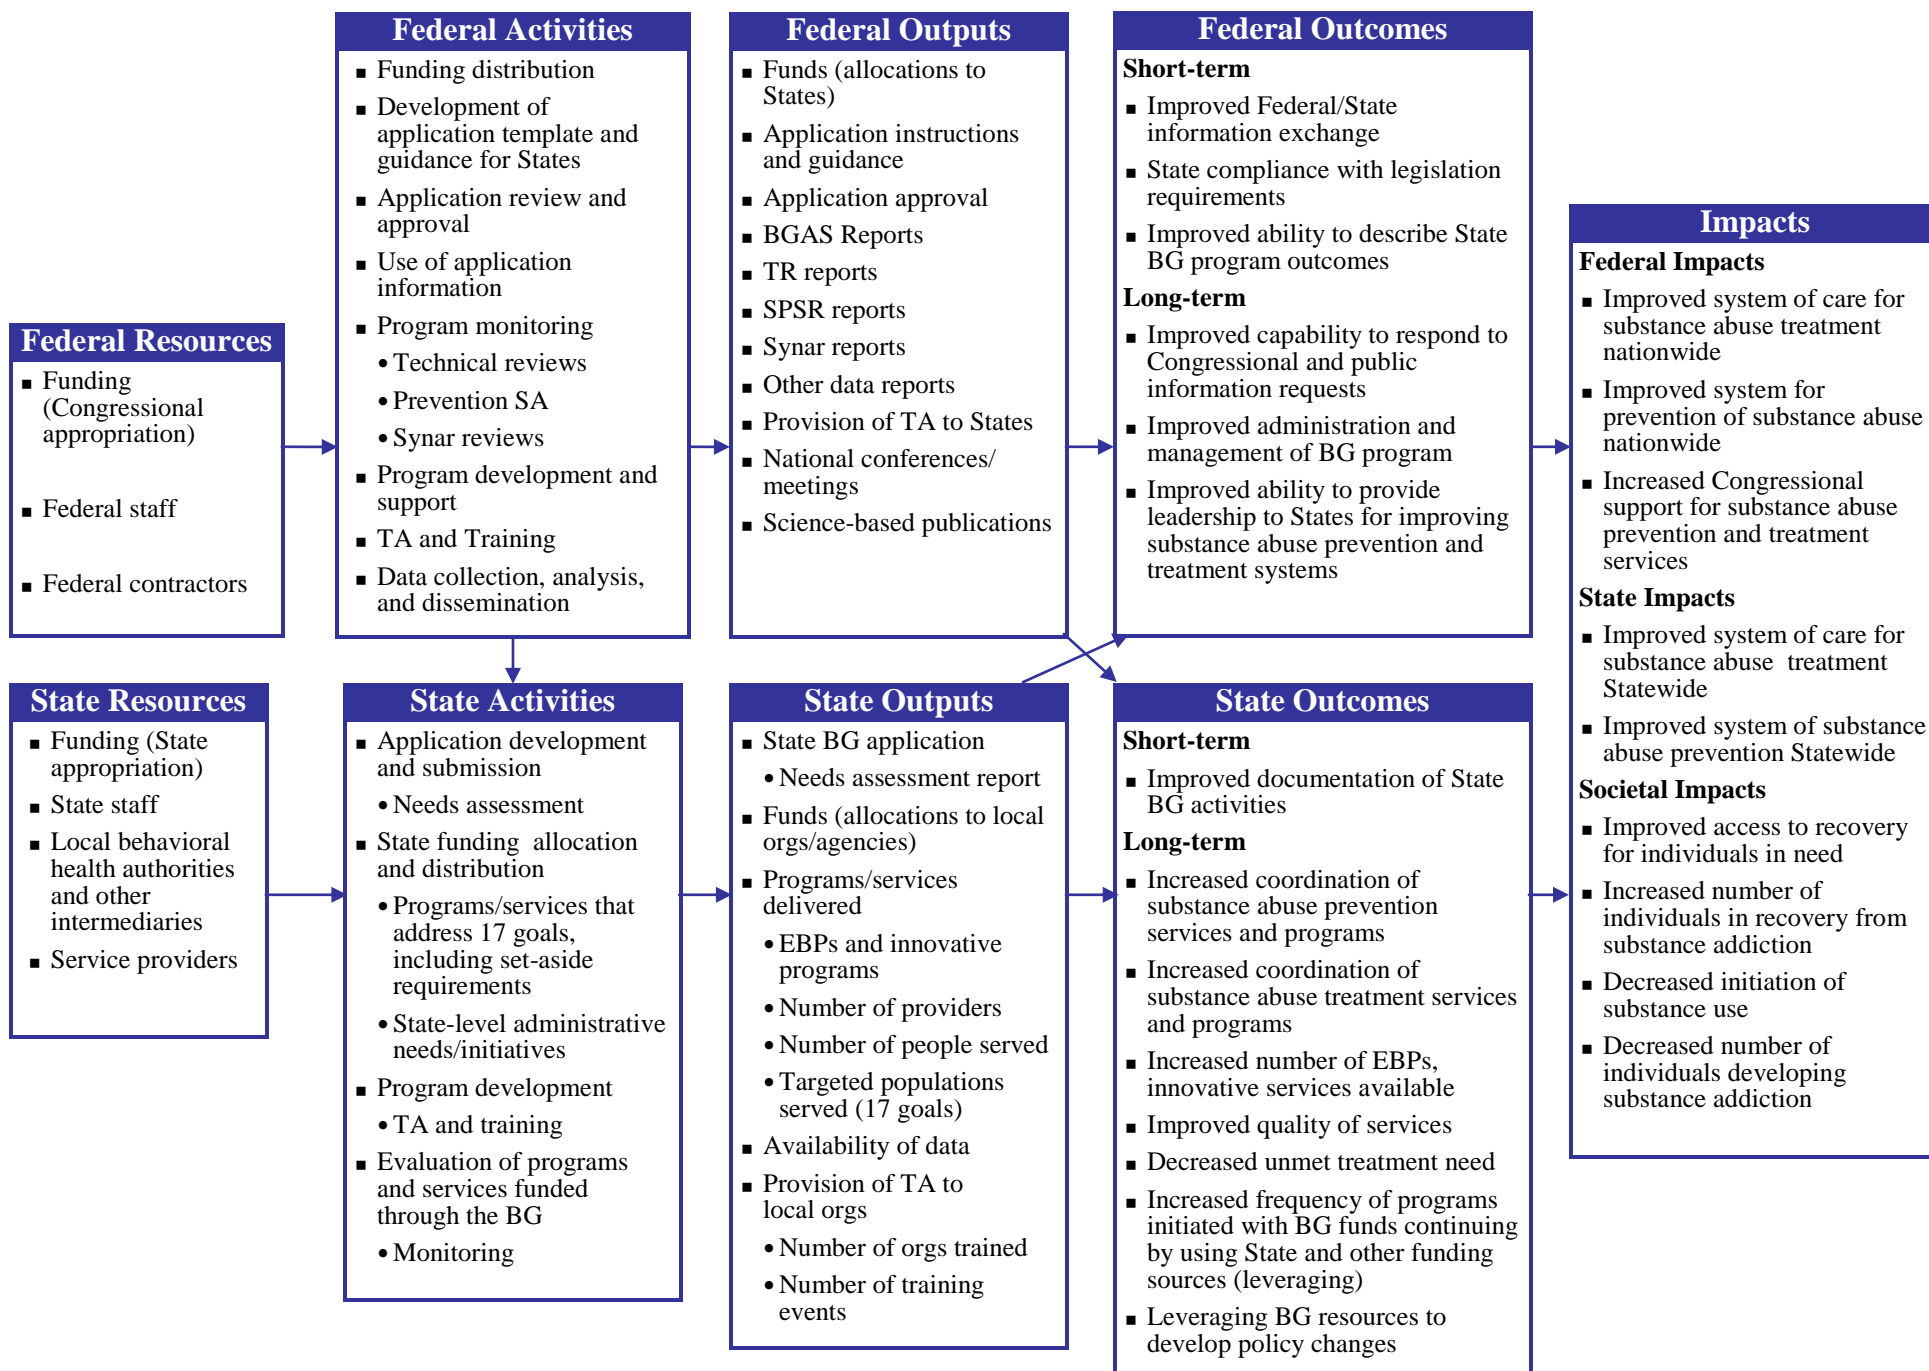 Federal Resources
■ Funding
(Congressional
appropriation)
■ Federal staff
■ Federal contractors
Federal Activities
■ Funding distribution
■ Development of
application template and
guidance for States
■ Application review and
approval
■ Use of application
information
■ Program monitoring
• Technical reviews
• Prevention SA
• Synar reviews
■ Program development and
support
■ TA and Training
■ Data collection, analysis,
and dissemination
Federal Outputs
■ Funds (allocations to
States)
■ Application instructions
and guidance
■ Application approval
■ BGAS Reports
■ TR reports
■ SPSR reports
■ Synar reports
■ Other data reports
■ Provision of TA to States
■ National conferences/
meetings
■ Science-based publications
Federal Outcomes
Short-term
■ Improved Federal/State
information exchange
■ State compliance with legislation
requirements
■ Improved ability to describe State
BG program outcomes
Long-term
■ Improved capability to respond to
Congressional and public
information requests
■ Improved administration and
management of BG program
■ Improved ability to provide
leadership to States for improving
substance abuse prevention and
treatment systems
State Resources
■ Funding (State
appropriation)
■ State staff
■ Local behavioral
health authorities
and other
intermediaries
■ Service providers
State Activities
■ Application development
and submission
• Needs assessment
■ State funding allocation
and distribution
• Programs/services that
address 17 goals,
including set-aside
requirements
• State-level administrative
needs/initiatives
■ Program development
• TA and training
■ Evaluation of programs
and services funded
through the BG
• Monitoring
State Outputs
■ State BG application
• Needs assessment report
■ Funds (allocations to local
orgs/agencies)
■ Programs/services
delivered
• EBPs and innovative
programs
• Number of providers
• Number of people served
• Targeted populations
served (17 goals)
■ Availability of data
■ Provision of TA to
local orgs
• Number of orgs trained
• Number of training
events
State Outcomes
Short-term
■ Improved documentation of State
BG activities
Long-term
■ Increased coordination of
substance abuse prevention
services and programs
■ Increased coordination of
substance abuse treatment services
and programs
■ Increased number of EBPs,
innovative services available
■ Improved quality of services
■ Decreased unmet treatment need
■ Increased frequency of programs
initiated with BG funds continuing
by using State and other funding
sources (leveraging)
■ Leveraging BG resources to
develop policy changes
Impacts
Federal Impacts
■ Improved system of care for
substance abuse treatment
nationwide
■ Improved system for
prevention of substance abuse
nationwide
■ Increased Congressional
support for substance abuse
prevention and treatment
services
State Impacts
■ Improved system of care for
substance abuse treatment
Statewide
■ Improved system of substance
abuse prevention Statewide
Societal Impacts
■ Improved access to recovery
for individuals in need
■ Increased number of
individuals in recovery from
substance addiction
■ Decreased initiation of
substance use
■ Decreased number of
individuals developing
substance addiction